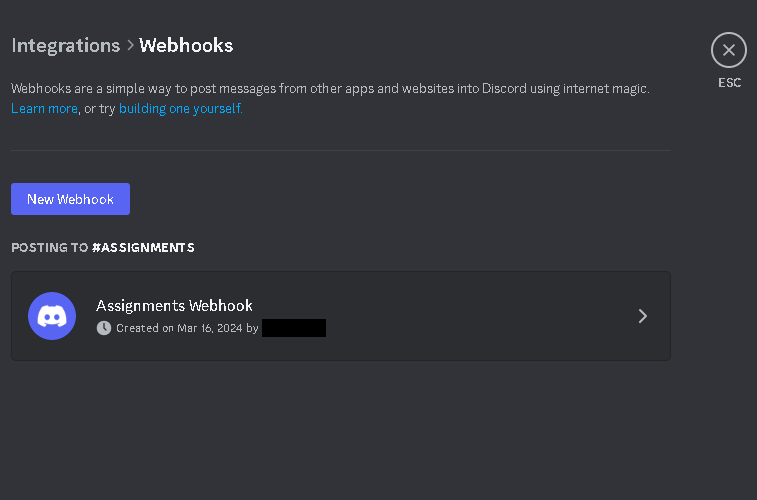 Integrations > Webhooks
ESC
Webhooks are a simple way to post messages from other apps and websites into Discord using internet magic.
Learn more, or try building one yourself.
New Webhook
POSTING TO #ASSIGNMENTS
Assignments Webhook
Created on Mar 16, 2024 by